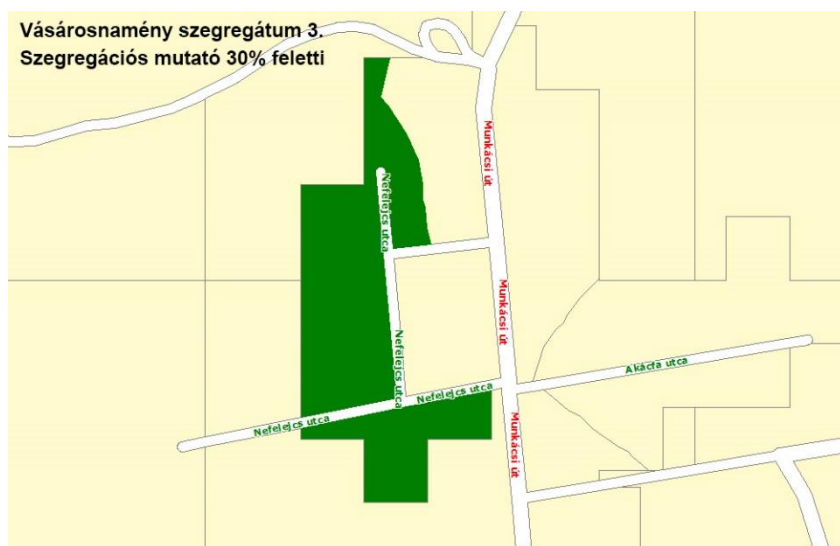 Vásárosnamény szegregátum 3.
Szegregációs mutató 30% feletti
Munkácsi út
Nefelejcs utca
Munkácsi út
Nefelejcs utca
Akácfa utca
Nefelejcs utca
Nefelejcs utca
Munkácsi út